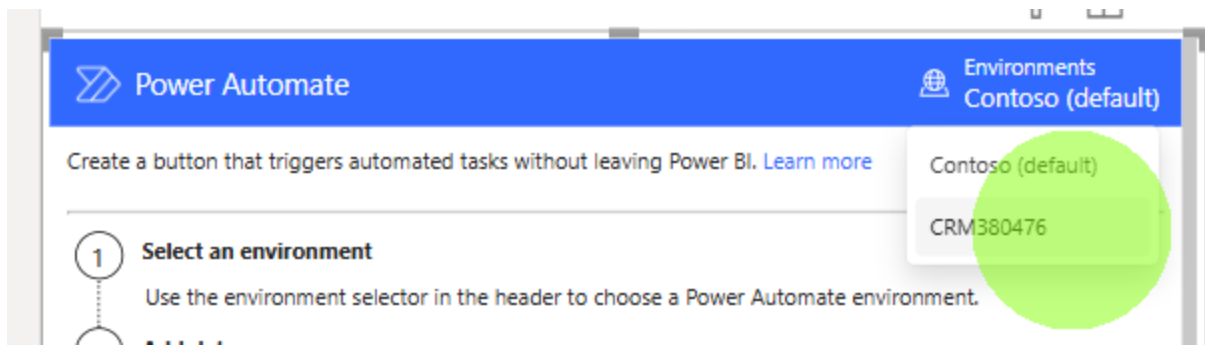 Power Automate
Environments
Contoso (default)
Create a button that triggers automated tasks without leaving Power BI. Learn more
Contoso (default)
CRM380476
1
Select an environment
Use the environment selector in the header to choose a Power Automate environment.